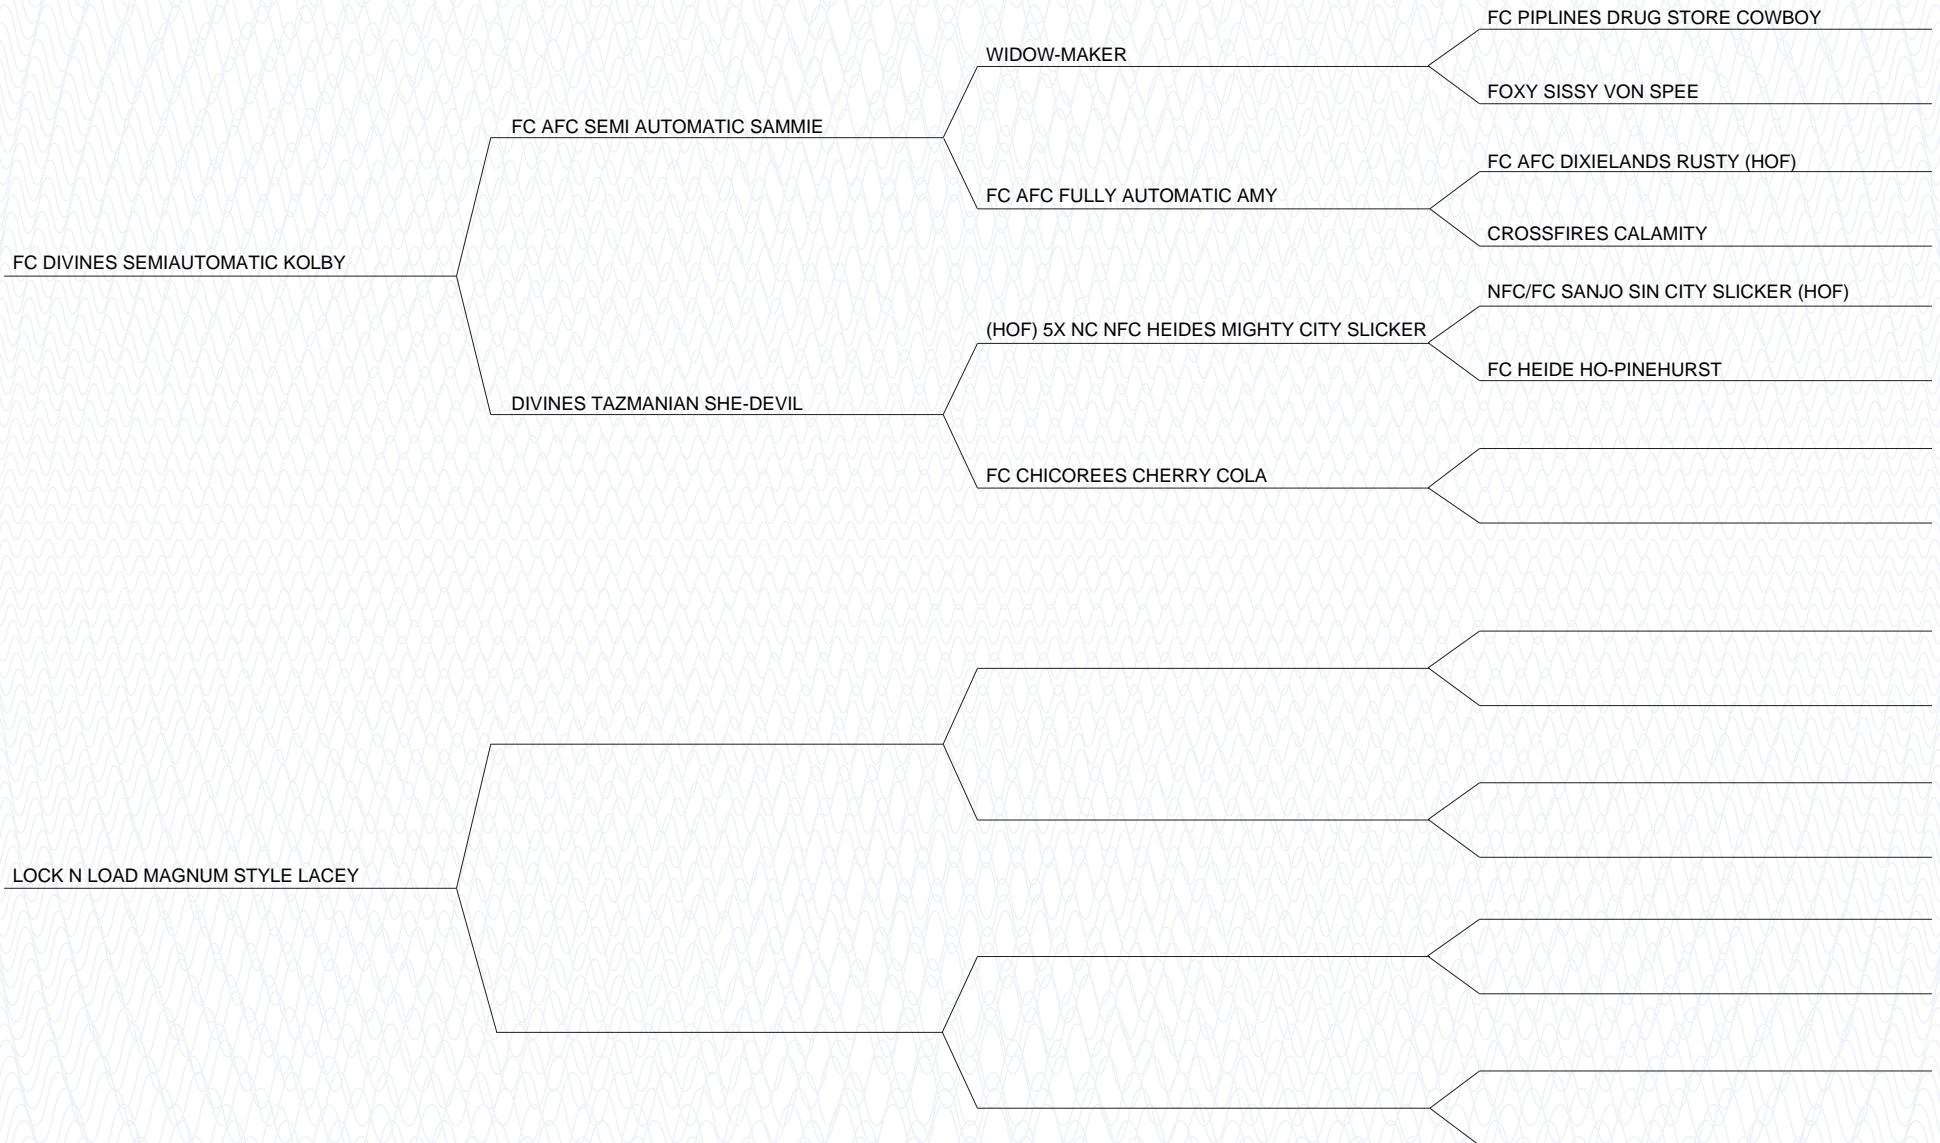 FC PIPLINES DRUG STORE COWBOY
WIDOW-MAKER
FOXY SISSY VON SPEE
FC AFC SEMI AUTOMATIC SAMMIE
FC AFC DIXIELANDS RUSTY (HOF)
FC AFC FULLY AUTOMATIC AMY
CROSSFIRES CALAMITY
FC DIVINES SEMIAUTOMATIC KOLBY
NFC/FC SANJO SIN CITY SLICKER (HOF)
(HOF) 5X NC NFC HEIDES MIGHTY CITY SLICKER
FC HEIDE HO-PINEHURST
DIVINES TAZMANIAN SHE-DEVIL
FC CHICOREES CHERRY COLA
LOCK N LOAD MAGNUM STYLE LACEY